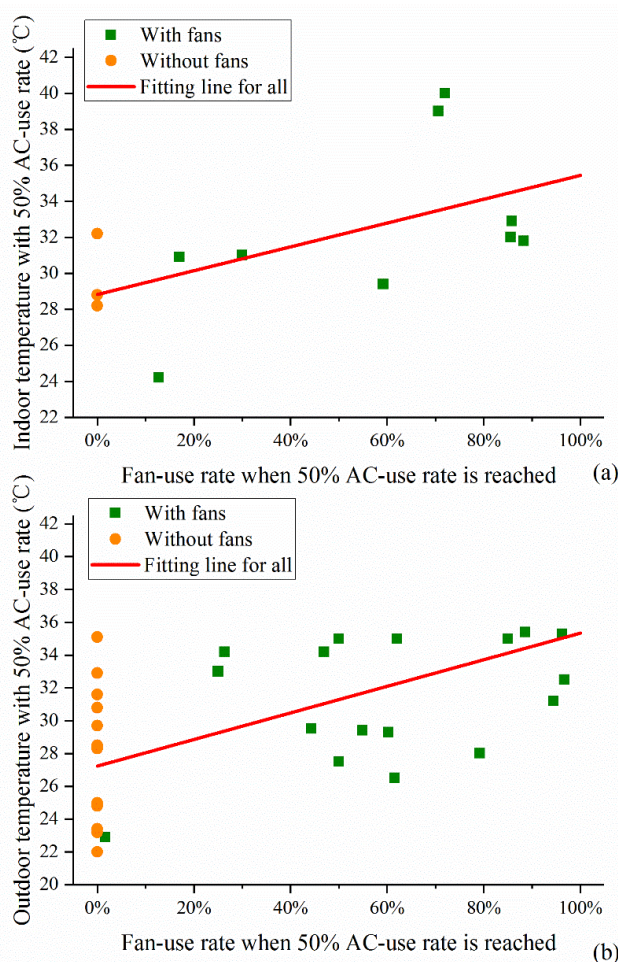 With fans
Without fans
Fitting line for all
Indoor temperature with 50% AC-use rate (℃)
42
40
38
36
34
32
30
28
26
24
22
0% 20% 40% 60% 80% 100%
Fan-use rate when 50% AC-use rate is reached (a)
With fans
Without fans
Fitting line for all
Outdoor temperature with 50% AC-use rate (℃)
42
40
38
36
34
32
30
28
26
24
22
20
0% 20% 40% 60% 80% 100%
Fan-use rate when 50% AC-use rate is reached (b)